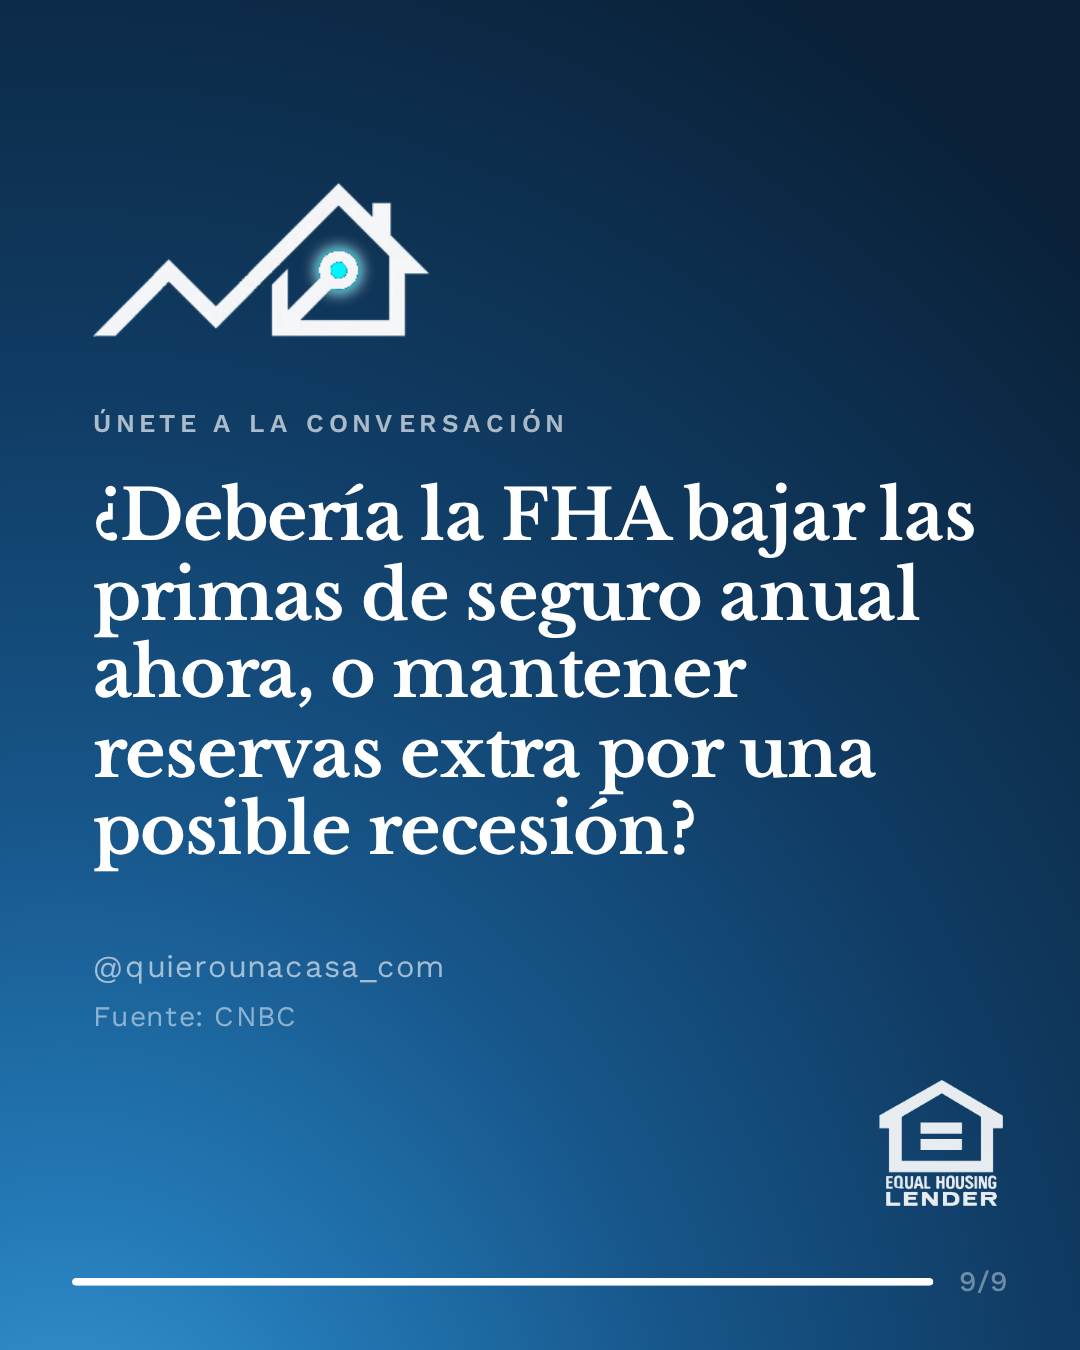 ÚNETE A LA CONVERSACIÓN
¿Debería la FHA bajar las
primas de seguro anual
ahora, o mantener
reservas extra por una
posible recesión?
@quierounacasa_com
Fuente: CNBC
EQUAL HOUSING
LENDER
9/9